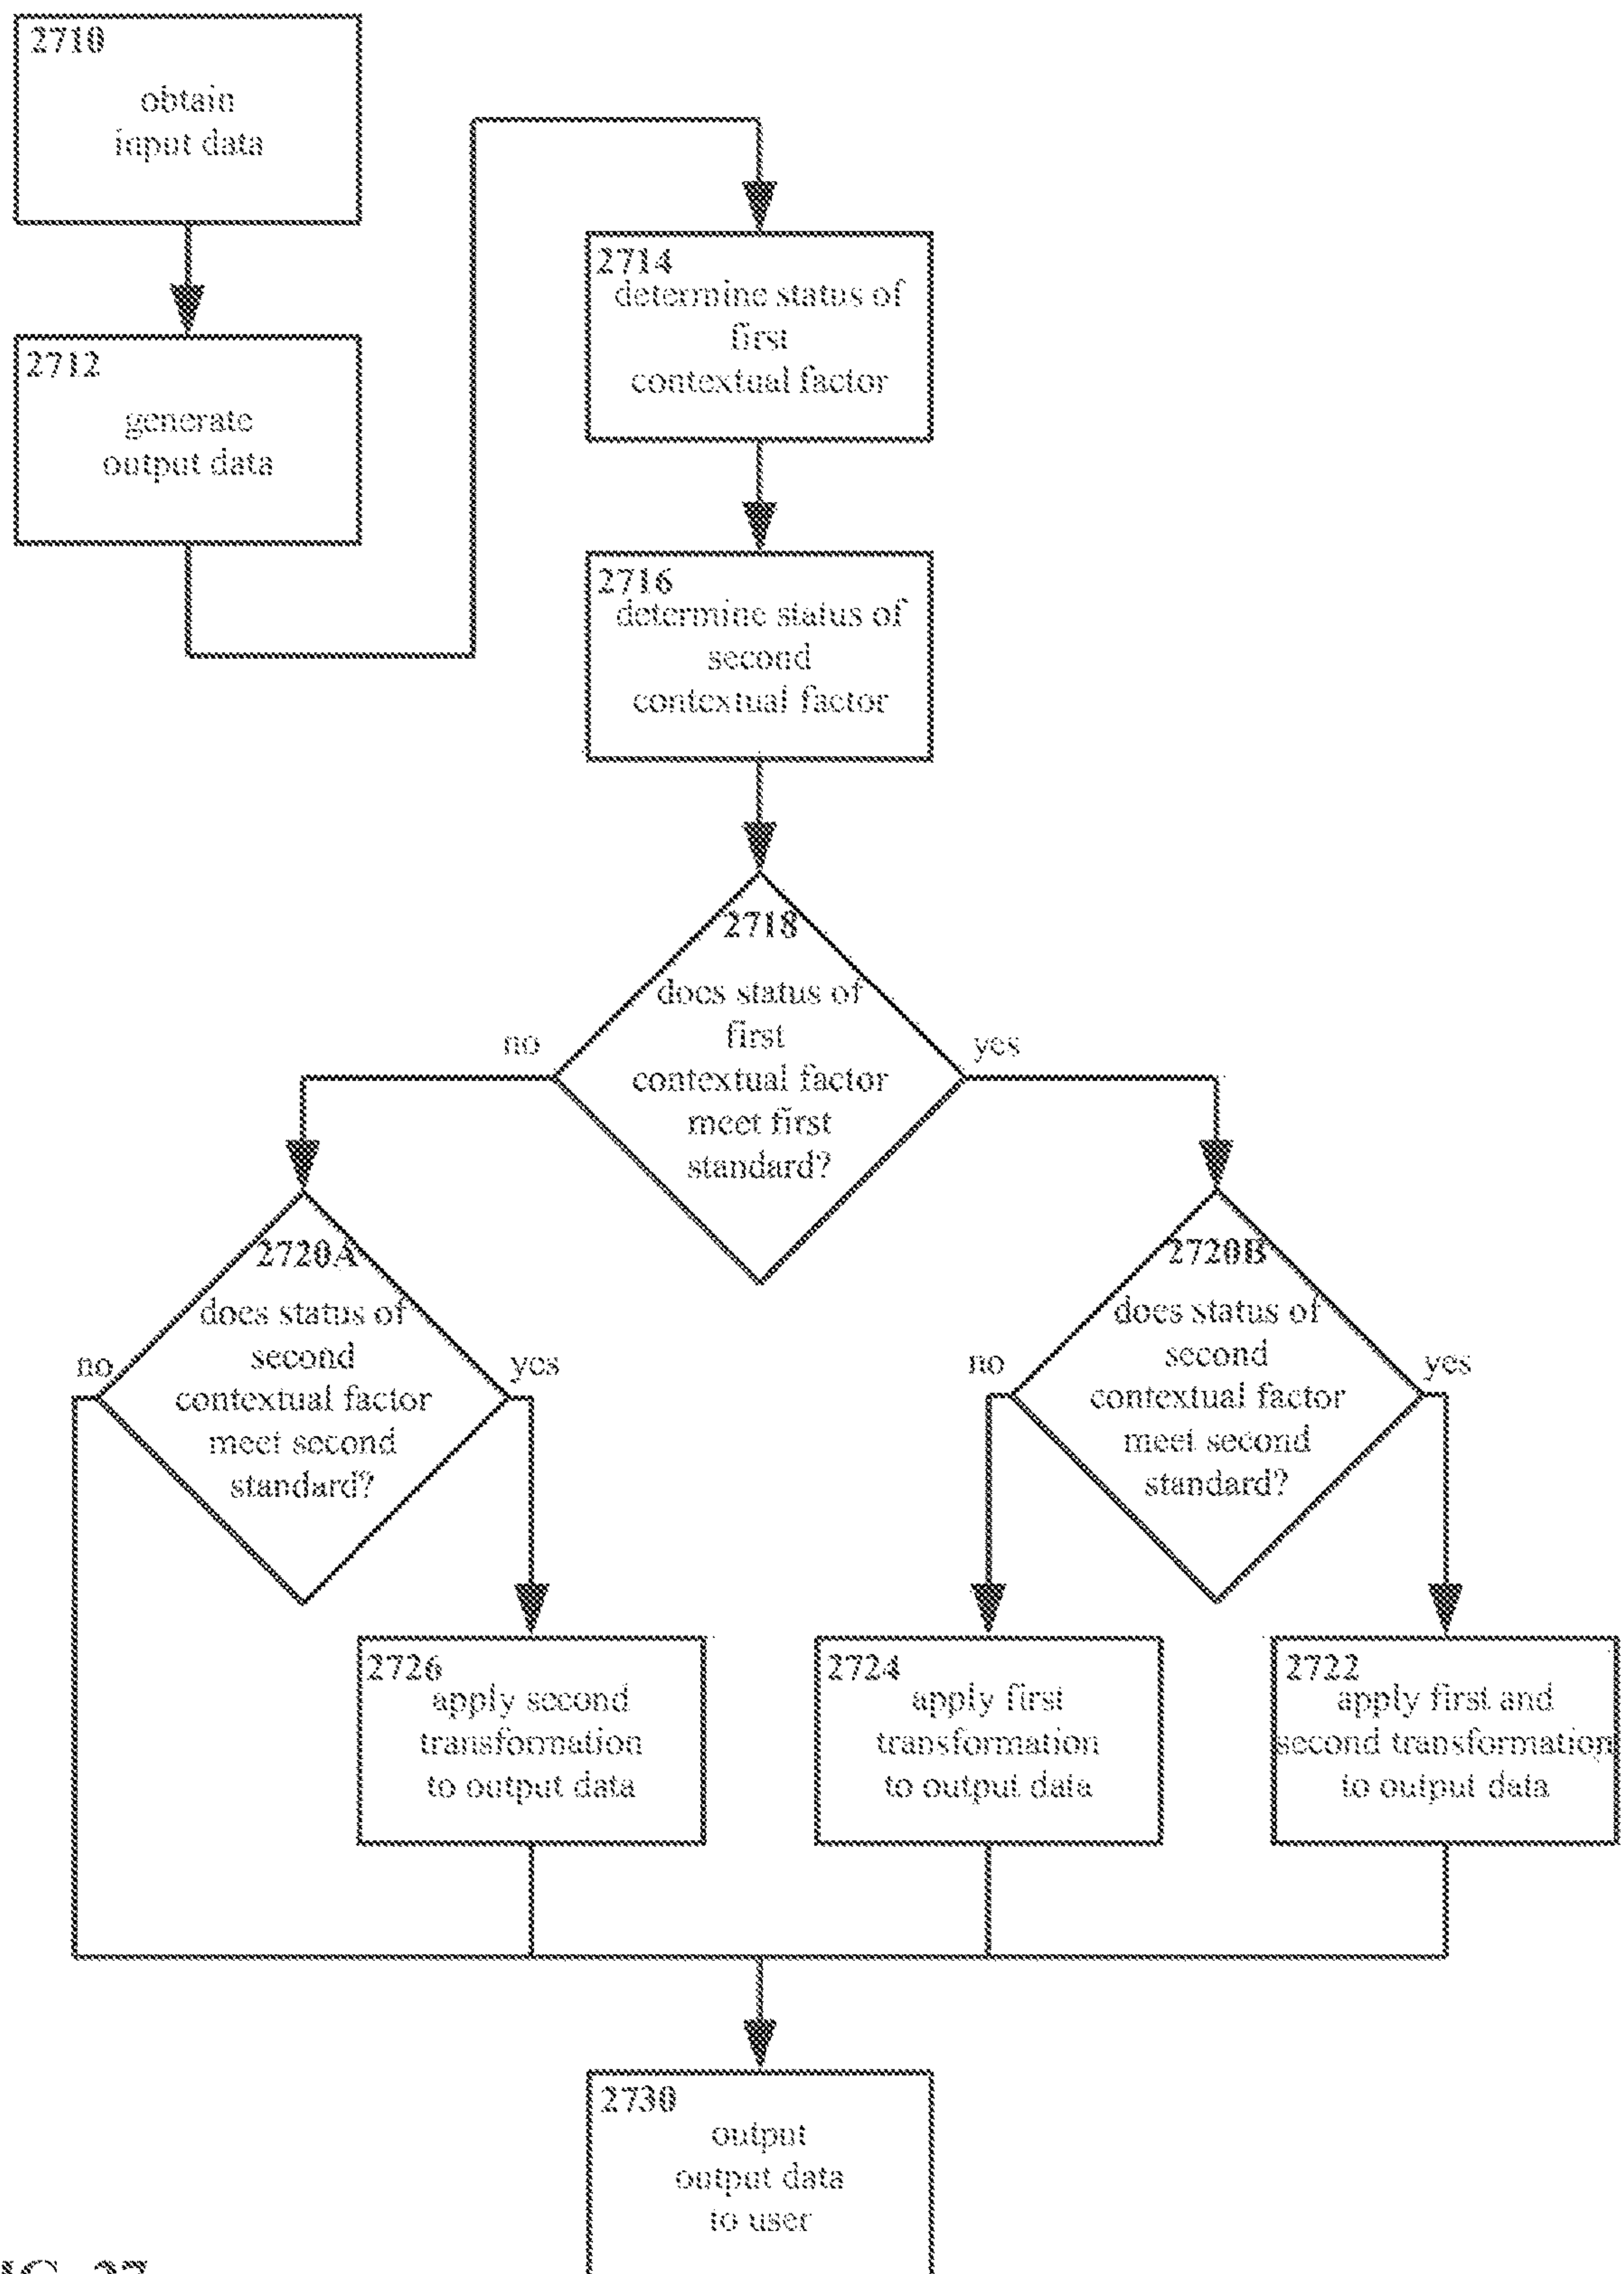 2710
obtain
input data
2712
generate
output data
2714
determine status of
first
contextual factor
2716
determine status of
second
contextual factor
2718
does status of
first
contextual factor
meet first
standard?
no
yes
2720A
does status of
second
contextual factor
meet second
standard?
no
yes
2720B
does status of
second
contextual factor
meet second
standard?
no
yes
2726
apply second
transformation
to output data
2724
apply first
transformation
to output data
2722
apply first and
second transformation
to output data
2730
output
output data
to user